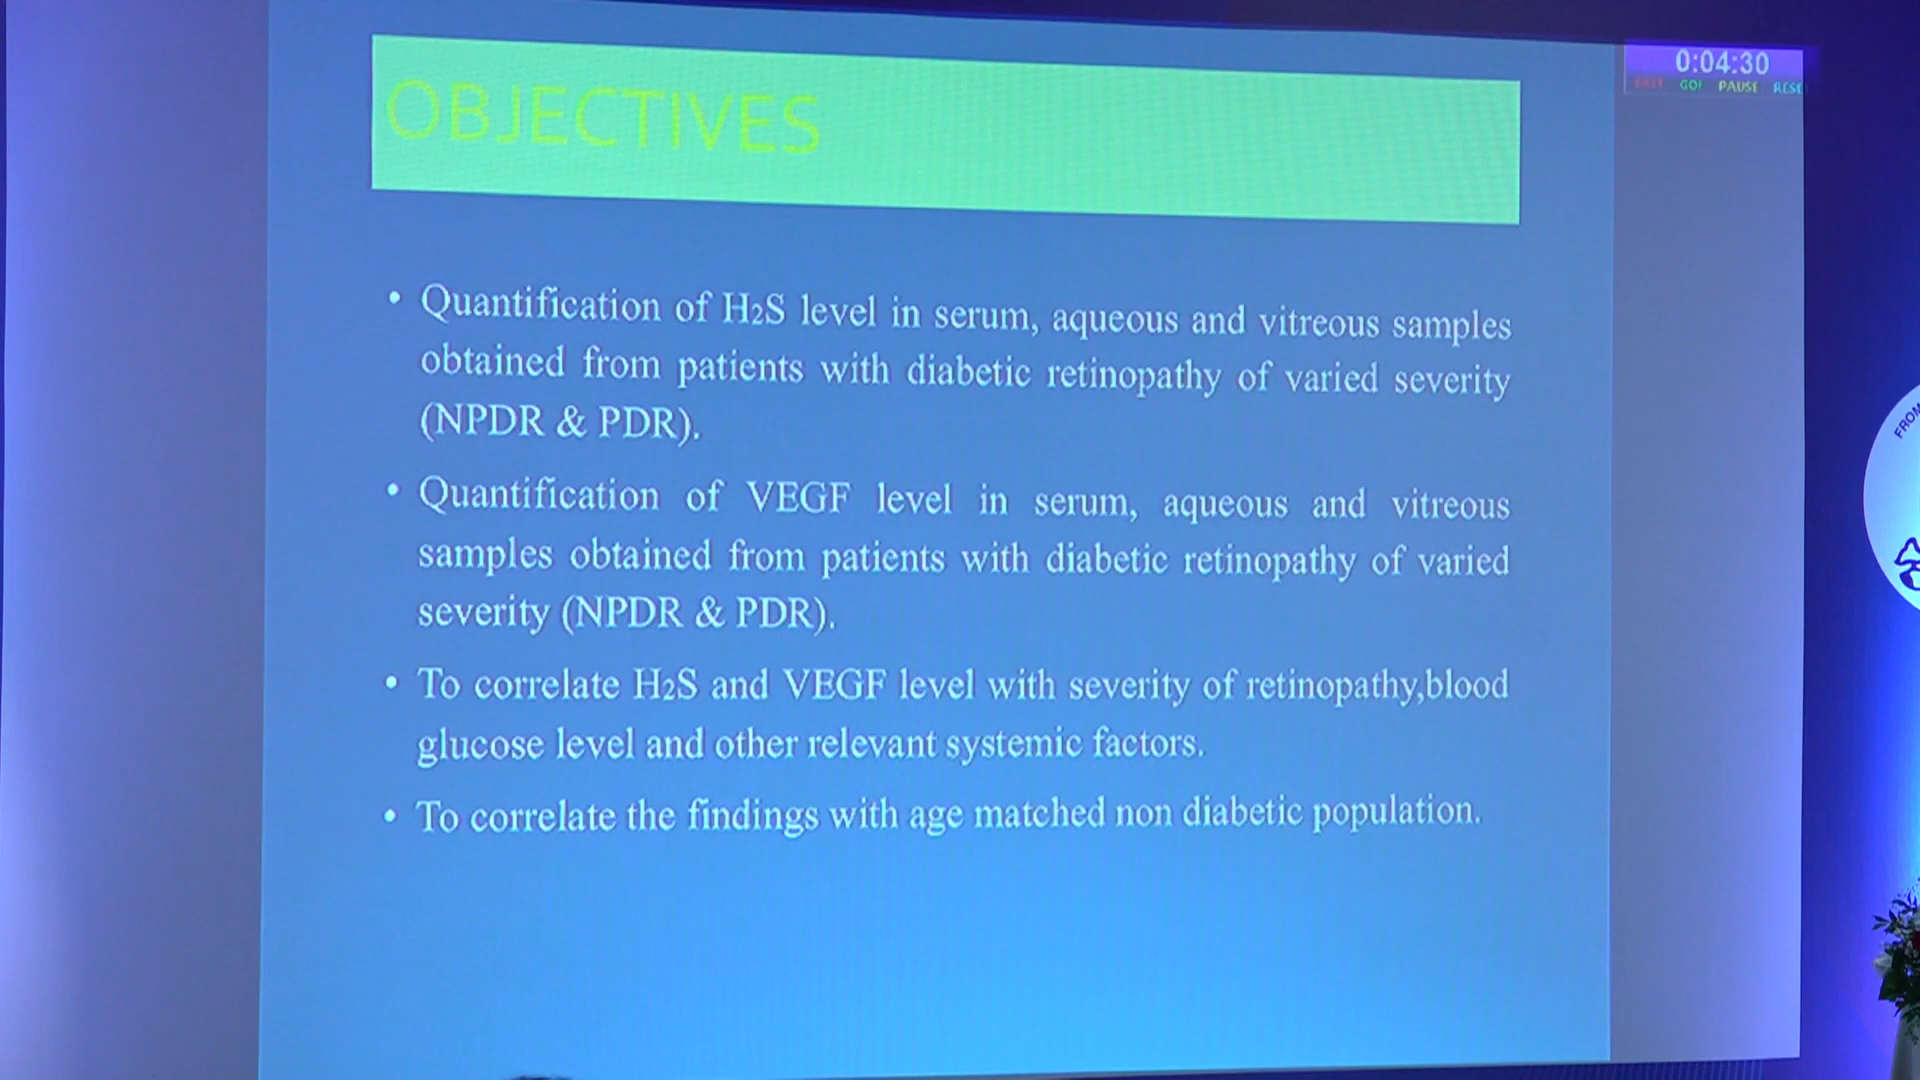 OBJECTIVES
0:04:30
EXIT GO! PAUSE RESE
• Quantification of H2S level in serum, aqueous and vitreous samples
obtained from patients with diabetic retinopathy of varied severity
(NPDR & PDR).
• Quantification of VEGF level in serum, aqueous and vitreous
samples obtained from patients with diabetic retinopathy of varied
severity (NPDR & PDR).
• To correlate H2S and VEGF level with severity of retinopathy,blood
glucose level and other relevant systemic factors.
• To correlate the findings with age matched non diabetic population.
FROM